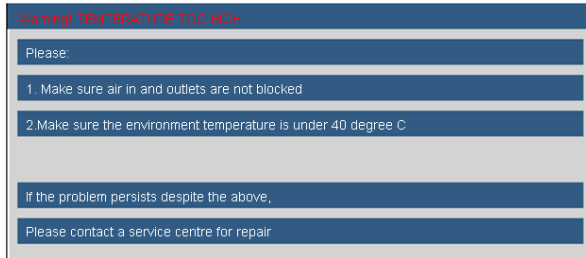 Warning! TEMPERATURE TOO HIGH
Please:
1. Make sure air in and outlets are not blocked
2.Make sure the environment temperature is under 40 degree C
If the problem persists despite the above,
Please contact a service centre for repair